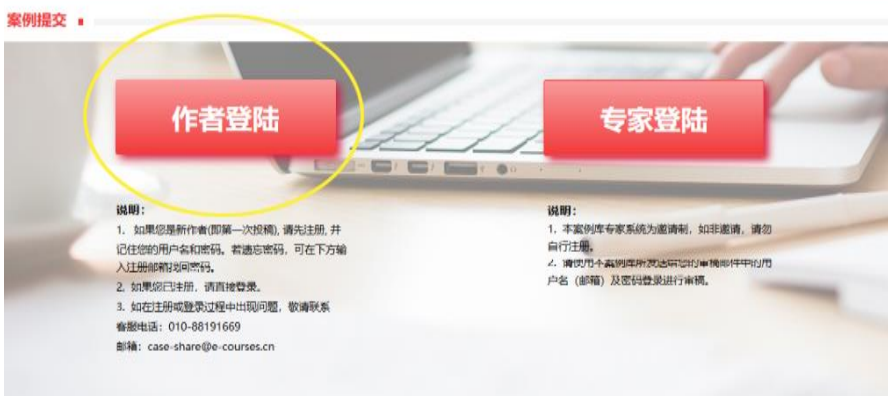 案例提交
作者登陆
专家登陆
说明：
1. 如果您是新作者(即第一次投稿), 请先注册, 并
记住您的用户名和密码。若遗忘密码，可在下方输
入注册邮箱找回密码。
2. 如果您已注册，请直接登录。
3. 如在注册或登录过程中出现问题，敬请联系
客服电话：010-88191669
邮箱：case-share@e-courses.cn
说明：
1. 本案例库专家系统为邀请制，如非邀请，请勿
自行注册。
2. 请使用本案例库所发送给您的审稿邮件中的用
户名（邮箱）及密码登录进行审稿。